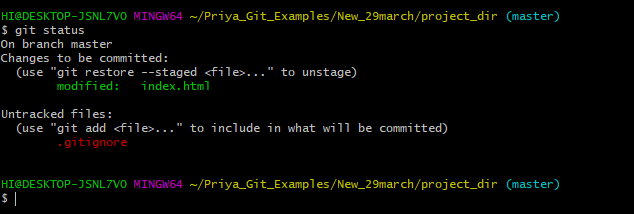 HI@DESKTOP-JSNL7VO MINGW64 ~/Priya_Git_Examples/New_29march/project_dir (master)
$ git status
On branch master
Changes to be committed:
  (use "git restore --staged <file>..." to unstage)
        modified:   index.html

Untracked files:
  (use "git add <file>..." to include in what will be committed)
        .gitignore

HI@DESKTOP-JSNL7VO MINGW64 ~/Priya_Git_Examples/New_29march/project_dir (master)
$